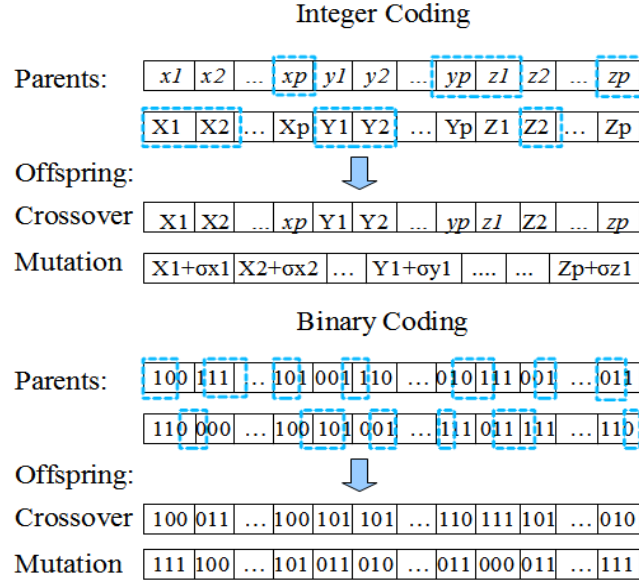 Integer Coding
Parents: x1 x2 ... xp y1 y2 ... yp z1 z2 ... zp
X1 X2 ... Xp Y1 Y2 ... Yp Z1 Z2 ... Zp
Offspring:
Crossover X1 X2 ... xp Y1 Y2 ... yp z1 Z2 ... zp
Mutation X1+σx1 X2+σx2 ... Y1+σy1 .... ... Zp+σz1
Binary Coding
Parents: 100 111 ... 101 001 110 ... 010 111 001 ... 011
110 000 ... 100 101 001 ... 111 011 111 ... 110
Offspring:
Crossover 100 011 ... 100 101 101 ... 110 111 101 ... 010
Mutation 111 100 ... 101 011 010 ... 011 000 011 ... 111